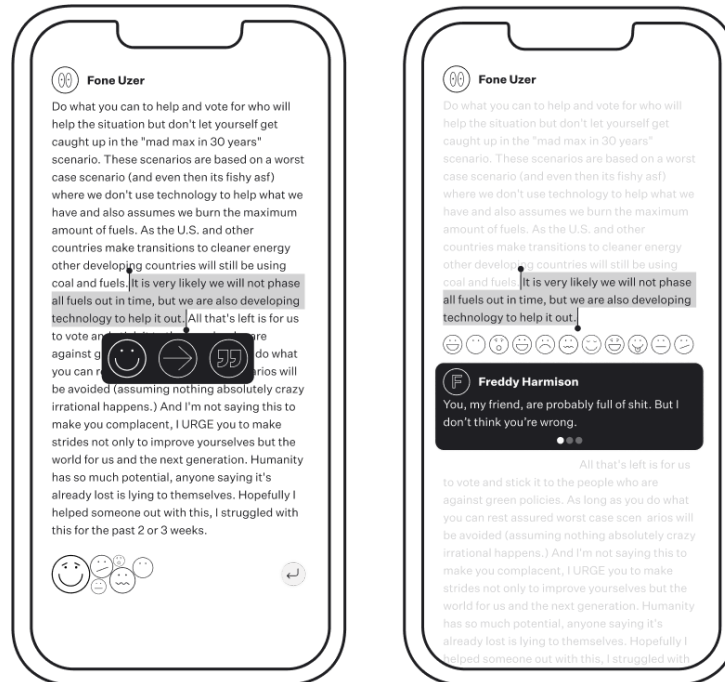 Fone Uzer
Do what you can to help and vote for who will
help the situation but don't let yourself get
caught up in the "mad max in 30 years"
scenario. These scenarios are based on a worst
case scenario (and even then its fishy asf)
where we don't use technology to help what we
have and also assumes we burn the maximum
amount of fuels. As the U.S. and other
countries make transitions to cleaner energy
other developing countries will still be using
coal and fuels. It is very likely we will not phase
all fuels out in time, but we are also developing
technology to help it out. All that's left is for us
to vote are
against g do what
you can arios will
be avoided (assuming nothing absolutely crazy
irrational happens.) And I'm not saying this to
make you complacent, I URGE you to make
strides not only to improve yourselves but the
world for us and the next generation. Humanity
has so much potential, anyone saying it's
already lost is lying to themselves. Hopefully I
helped someone out with this, I struggled with
this for the past 2 or 3 weeks.
Fone Uzer
Do what you can to help and vote for who will
help the situation but don't let yourself get
caught up in the "mad max in 30 years"
scenario. These scenarios are based on a worst
case scenario (and even then its fishy asf)
where we don't use technology to help what we
have and also assumes we burn the maximum
amount of fuels. As the U.S. and other
countries make transitions to cleaner energy
other developing countries will still be using
coal and fuels. It is very likely we will not phase
all fuels out in time, but we are also developing
technology to help it out.
F Freddy Harmison
You, my friend, are probably full of shit. But I
don't think you're wrong.
All that's left is for us
to vote and stick it to the people who are
against green policies. As long as you do what
you can rest assured worst case scen arios will
be avoided (assuming nothing absolutely crazy
irrational happens.) And I'm not saying this to
make you complacent, I URGE you to make
strides not only to improve yourselves but the
world for us and the next generation. Humanity
has so much potential, anyone saying it's
already lost is lying to themselves. Hopefully I
helped someone out with this, I struggled with